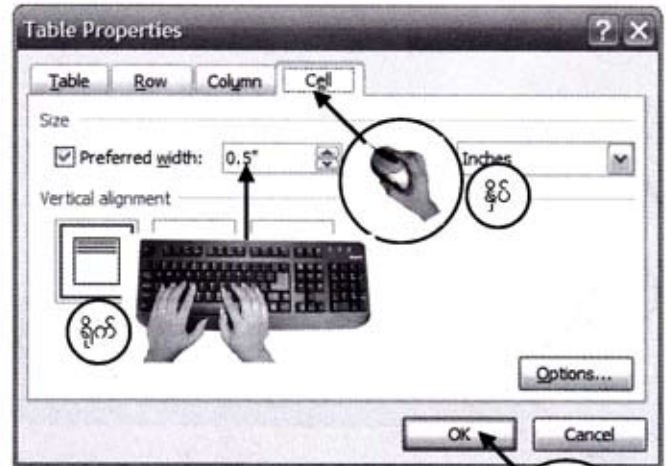 Table Properties
Table Row Column Cell
Size
Preferred width: 0.5" Inches
နှိပ်
Vertical alignment
ရိုက်
Options...
OK Cancel